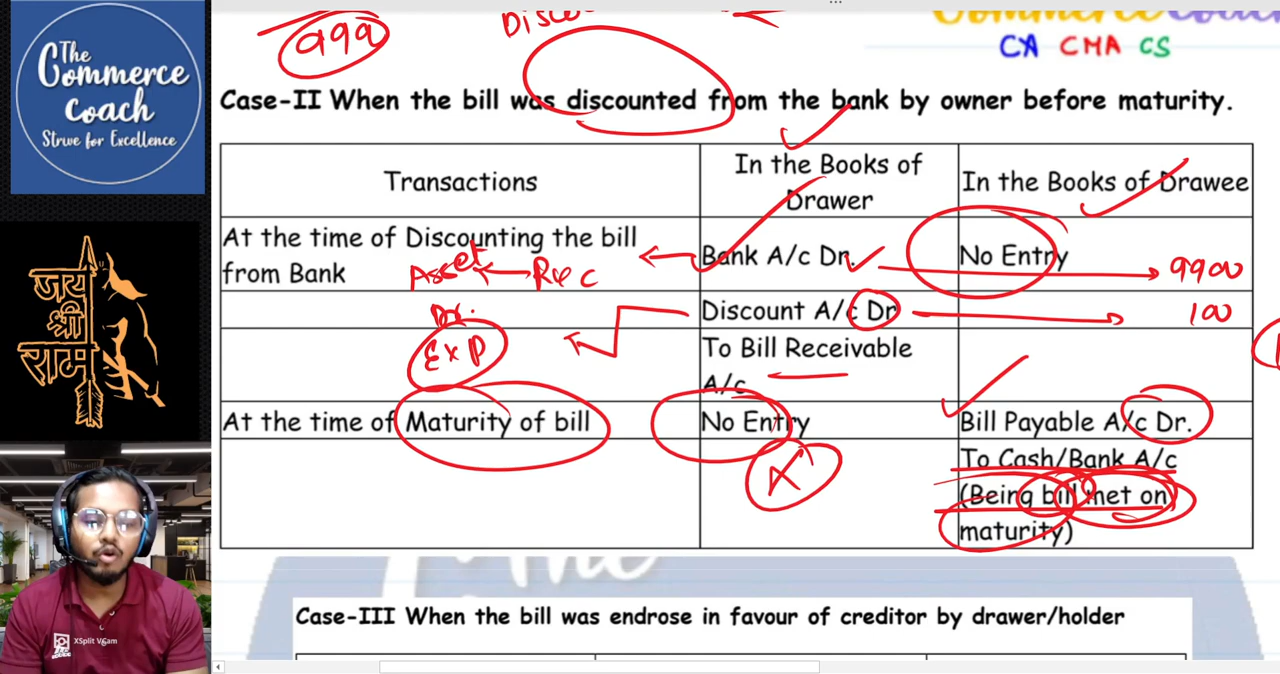 The
Commerce
Coach
Strive for Excellence
99a
Commerce Coach
CA CMA CS
Case-II When the bill was discounted from the bank by owner before maturity.
Transactions
In the Books of
Drawer
In the Books of Drawee
At the time of Discounting the bill
from Bank
Asset
Rec
Bank A/c Dr.
No Entry
9900
Discount A/c Dr
100
Dr.
Exp
To Bill Receivable
A/c
At the time of Maturity of bill
No Entry
Bill Payable A/c Dr.
To Cash/Bank A/c
(Being bill met on
maturity)
जय
श्री
राम
XSplit VCam
Case-III When the bill was endrose in favour of creditor by drawer/holder